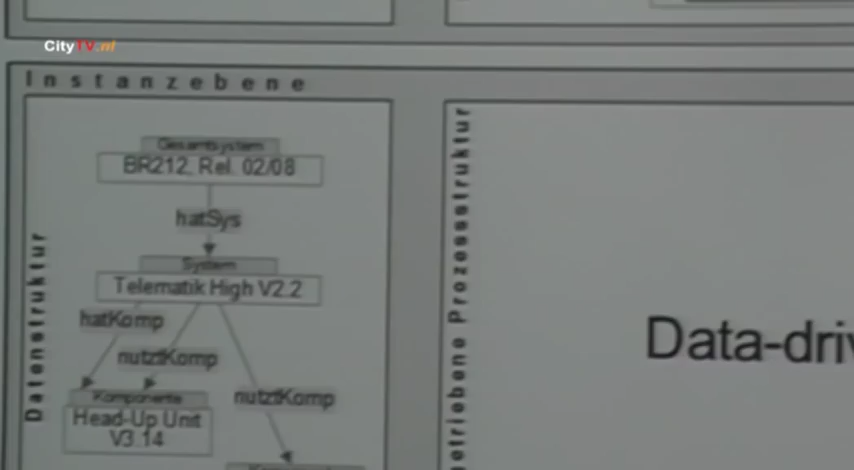 CityTV.nl
Instanzebene
Gesamtsystem
BR212, Rel. 02/08
hatSys
System
Telematik High V2.2
hatKomp
nutztKomp
nutztKomp
Komponente
Head-Up Unit
V3.14
Datenstruktur
etriebene Prozessstruktur
Data-driv